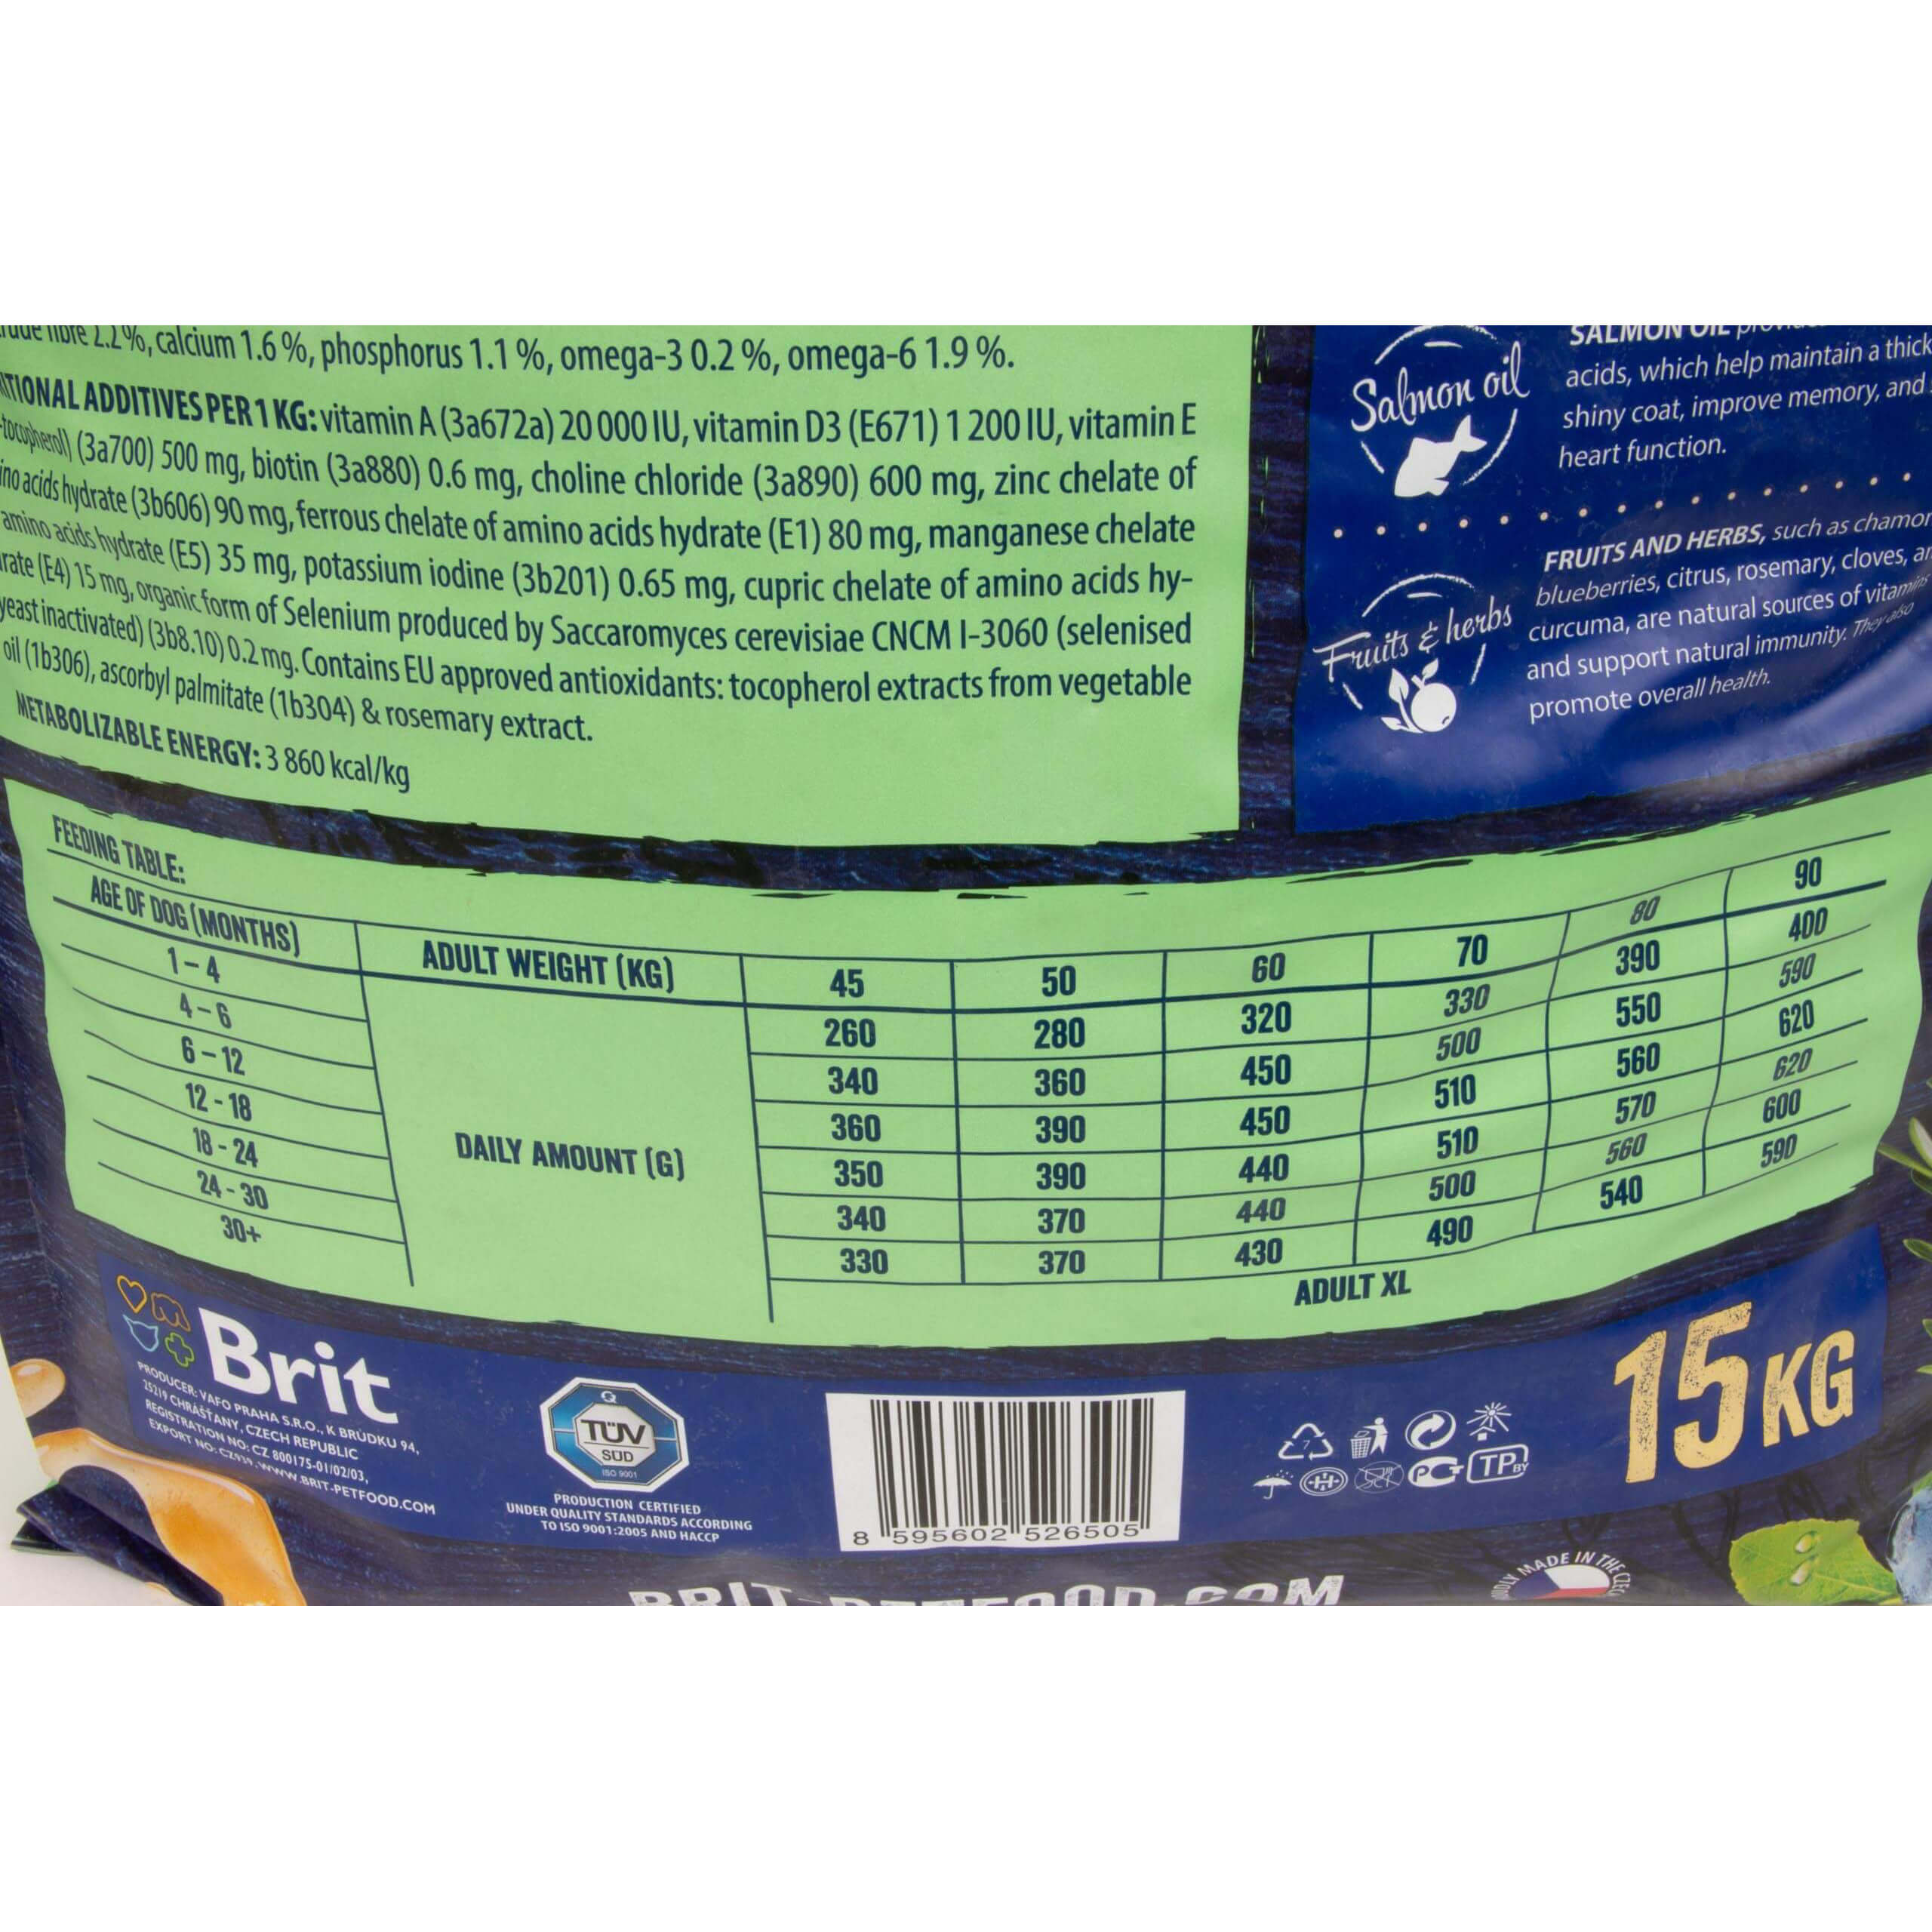 fibre 2.2%, calcium 1.6 %, phosphorus 1.1 %, omega-3 0.2 %, omega-6 1.9 %.
ADDITIVES PER 1 KG: vitamin A (3a672a) 20 000 IU, vitamin D3 (E671) 1 200 IU, vitamin E
(3a700) 500 mg, biotin (3a880) 0.6 mg, choline chloride (3a890) 600 mg, zinc chelate of
acids hydrate (3b606) 90 mg, ferrous chelate of amino acids hydrate (E1) 80 mg, manganese chelate
amino acids hydrate (E5) 35 mg, potassium iodine (3b201) 0.65 mg, cupric chelate of amino acids hy-
rate (E4) 15 mg, organic form of Selenium produced by Saccaromyces cerevisiae CNCM I-3060 (selenised
yeast inactivated) (3b8.10) 0.2 mg. Contains EU approved antioxidants: tocopherol extracts from vegetable
oil (1b306), ascorbyl palmitate (1b304) & rosemary extract.
METABOLIZABLE ENERGY: 3 860 kcal/kg
Salmon oil
SALMON OIL
acids, which help maintain a thick
shiny coat, improve memory, and
heart function.
Fruits & herbs
FRUITS AND HERBS, such as
blueberries, citrus, rosemary, cloves,
curcuma, are natural sources of vitamins
and support natural immunity. They also
promote overall health.
FEEDING TABLE:
AGE OF DOG (MONTHS) ADULT WEIGHT (KG) 45 50 60 70 80 90
1 – 4 260 280 320 330 390 400
4 – 6 340 360 450 500 550 590
6 – 12 360 390 450 510 560 620
12 - 18 DAILY AMOUNT (G) 350 390 440 510 570 620
18 - 24 340 370 440 500 560 600
24 - 30 330 370 430 490 540 590
30+ ADULT XL
Brit
PRODUCER: VAFO PRAHA S.R.O., K BRŮDKU 94,
25219 CHRÁŠŤANY, CZECH REPUBLIC
REGISTRATION NO: CZ 800175-01/02/03,
EXPORT NO: CZ939. WWW.BRIT-PETFOOD.COM
TÜV
SÜD
ISO 9001
PRODUCTION CERTIFIED
UNDER QUALITY STANDARDS ACCORDING
TO ISO 9001:2005 AND HACCP
8 595602 526505
7
PCT TP BY
15 KG
MADE IN THE
BRIT-PETFOOD.COM